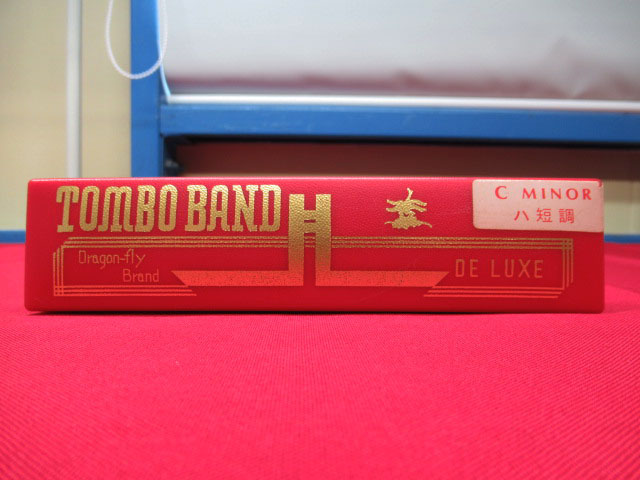 TOMBO BAND
C MINOR
ハ短調
Dragon-fly
Brand
DE LUXE